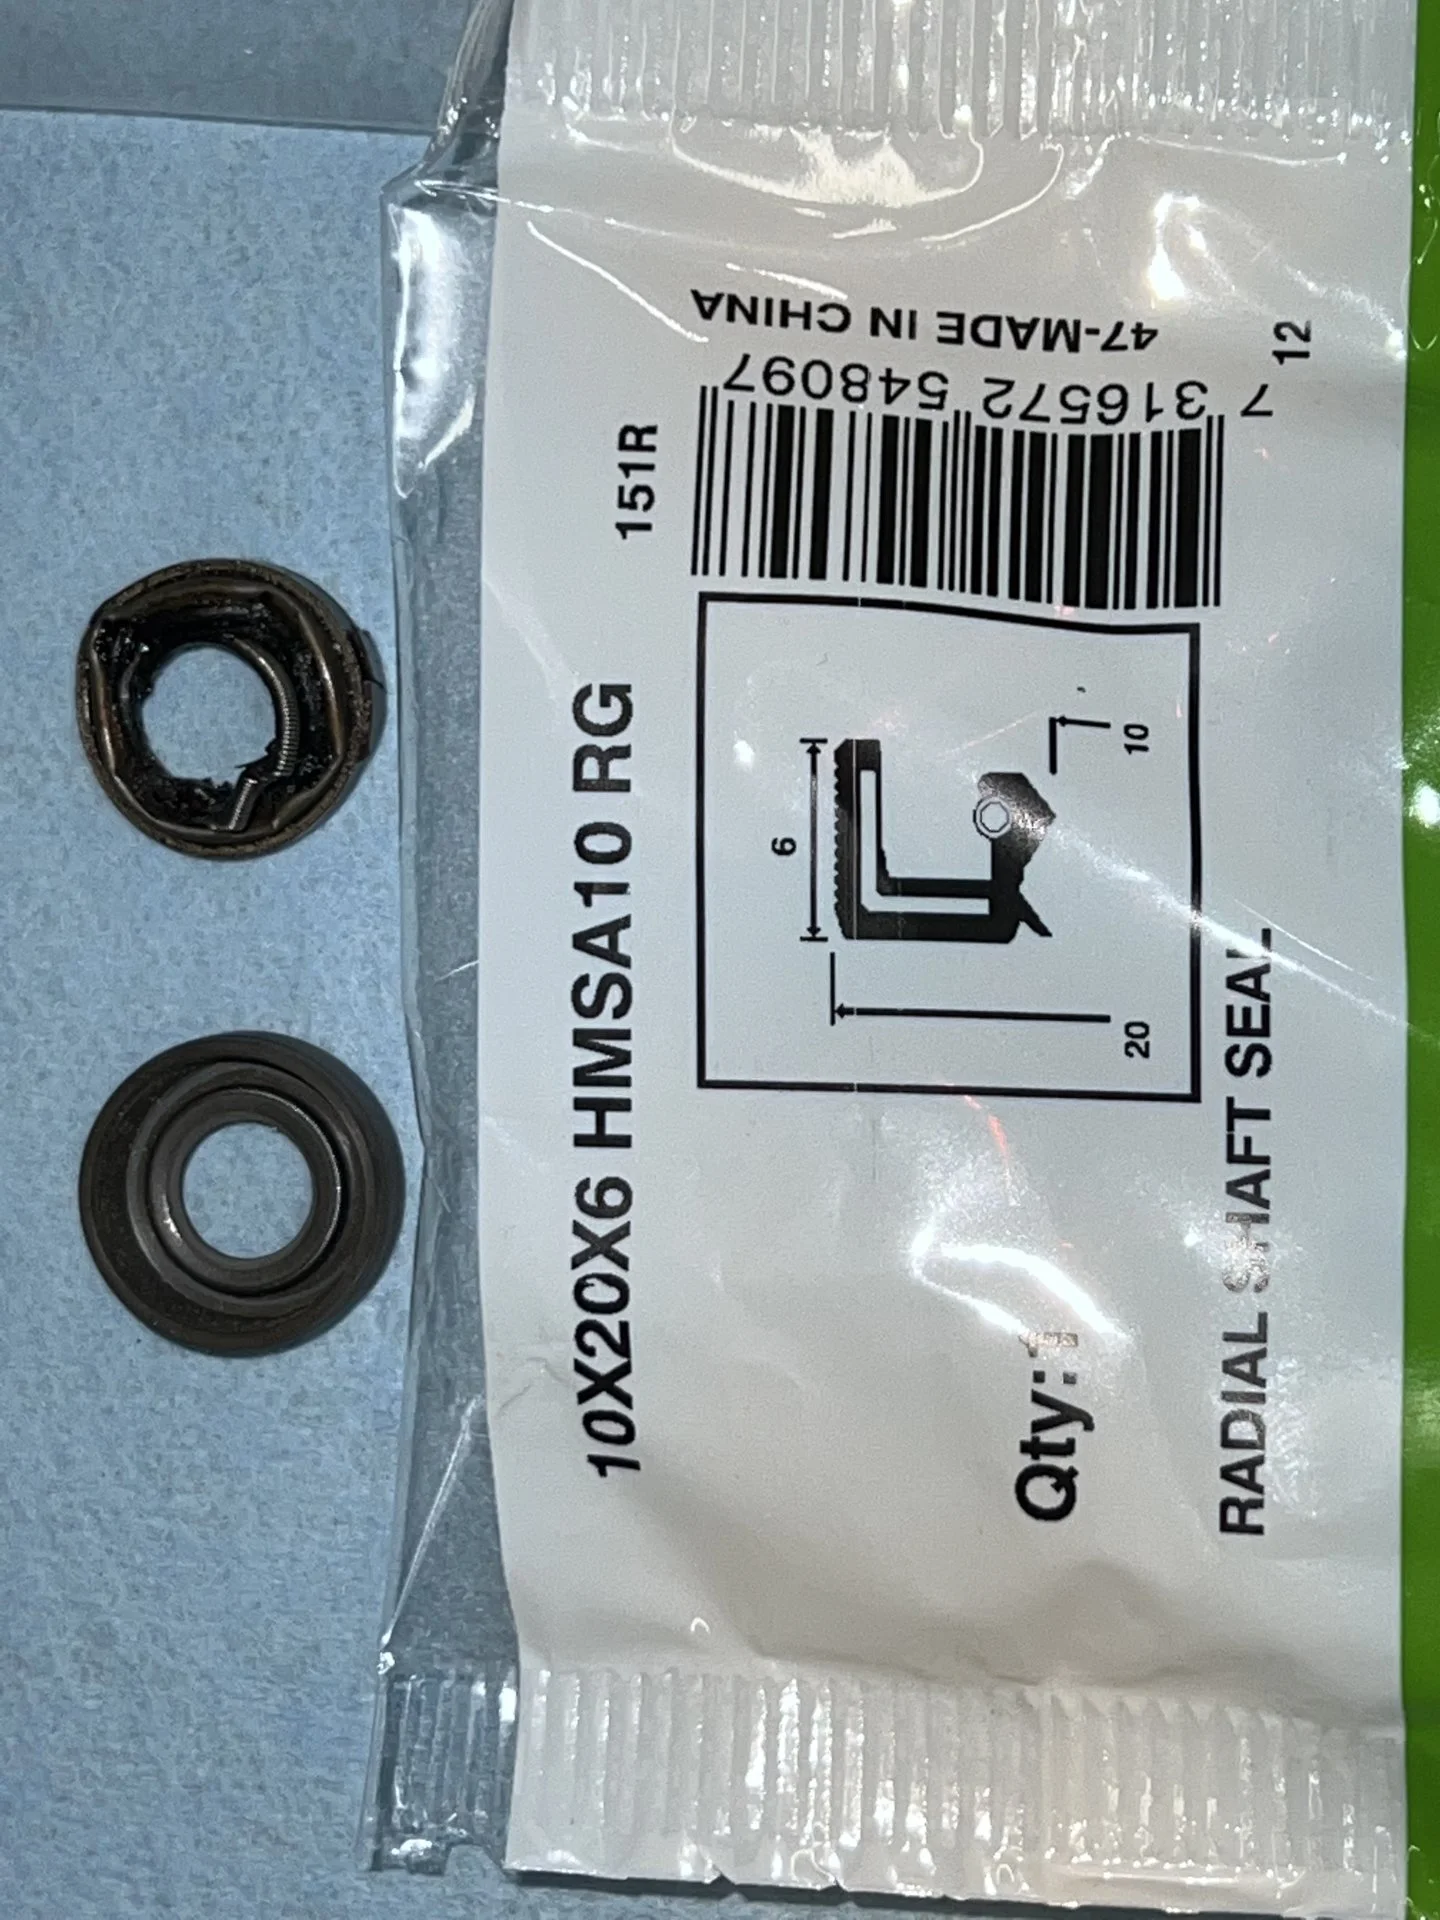 10X20X6 HMSA10 RG
151R
6
10
20
Qty: 1
RADIAL SHAFT SEAL
7 316572 548097
47-MADE IN CHINA
12